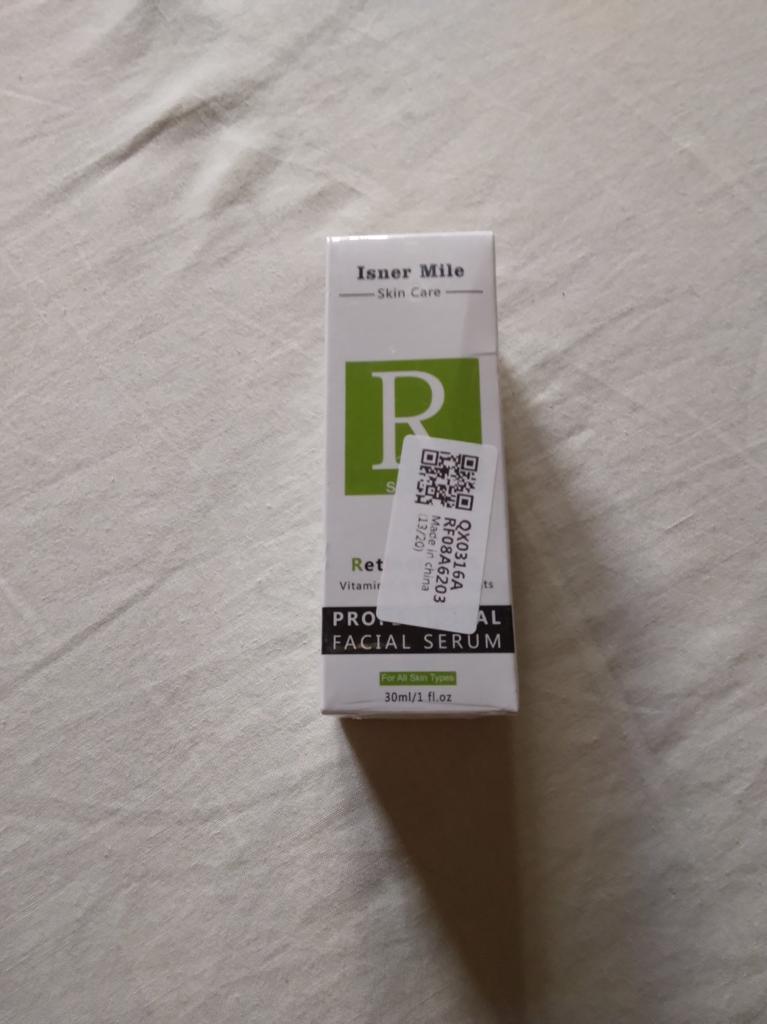 Isner Mile
Skin Care
R
S
Ret
Vitamin
ts
QX0316A
RF08A6203
Made in china
(13/20)
PRO AL
FACIAL SERUM
For All Skin Types
30ml/1 fl.oz